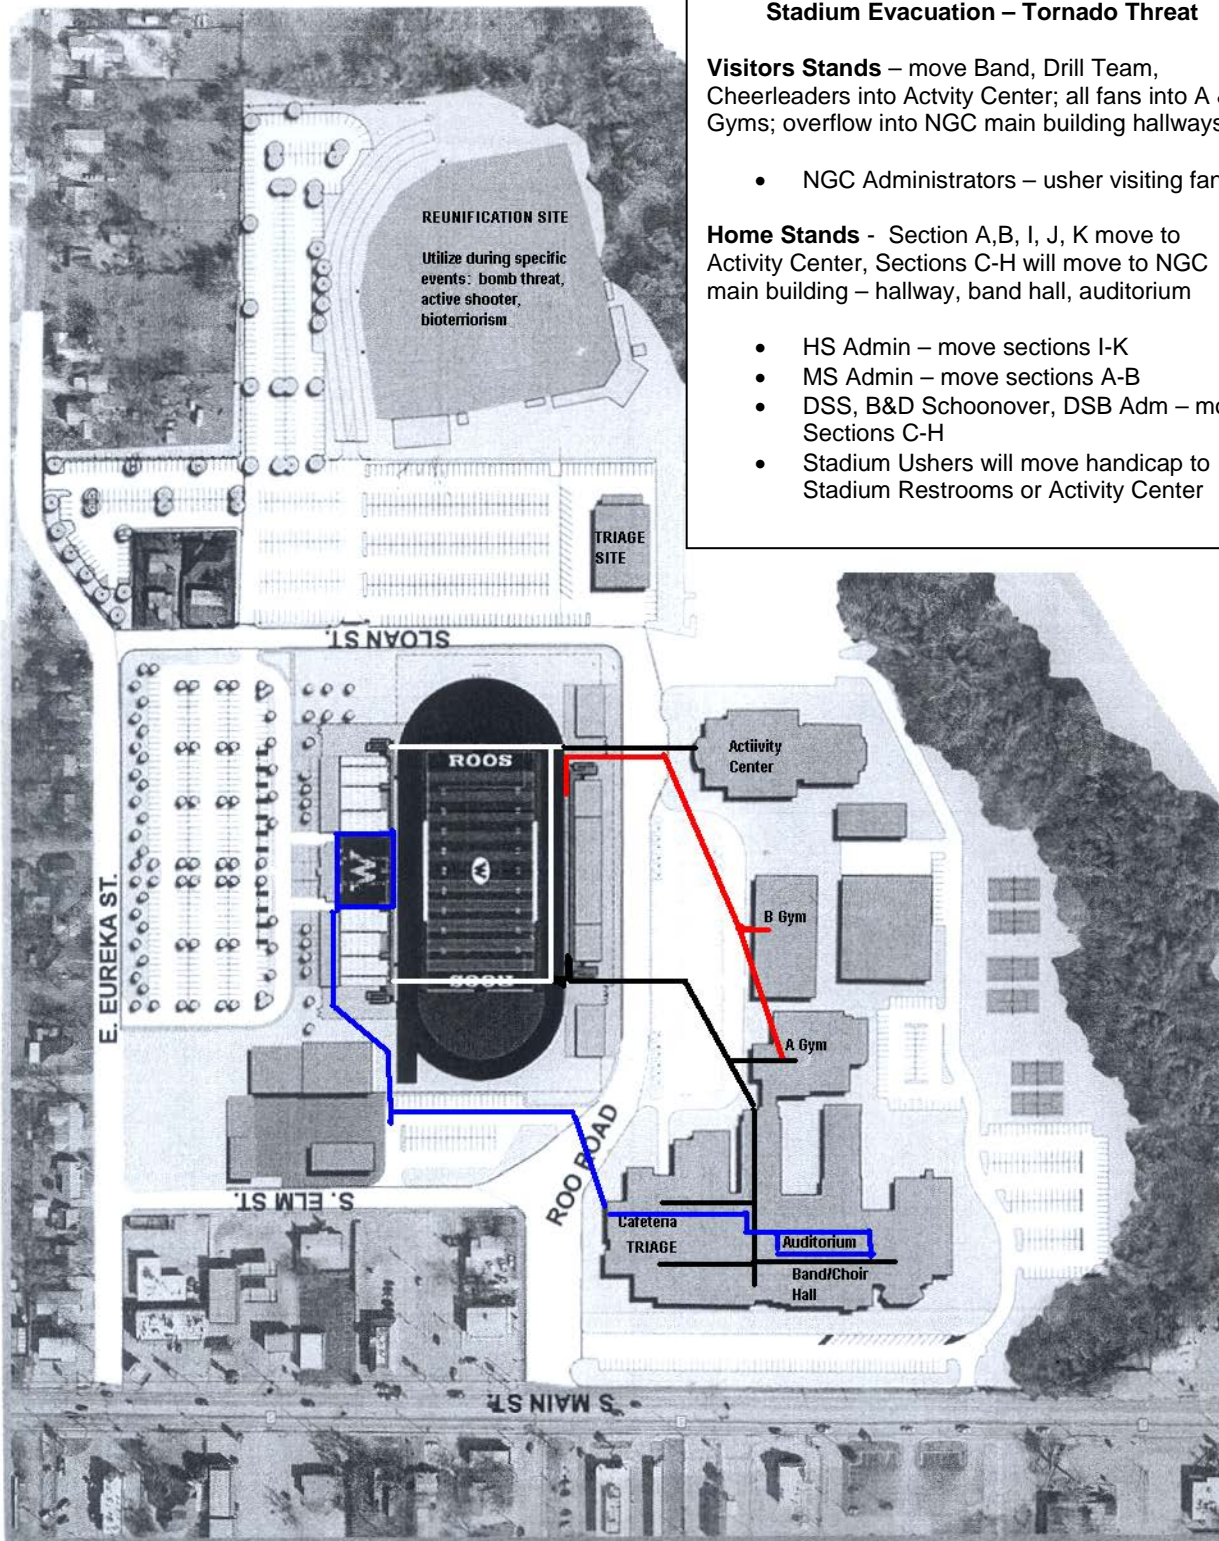 Stadium Evacuation – Tornado Threat
Visitors Stands – move Band, Drill Team,
Cheerleaders into Actvity Center; all fans into A
Gyms; overflow into NGC main building hallways
• NGC Administrators – usher visiting
Home Stands - Section A,B, I, J, K move to
Activity Center, Sections C-H will move to NGC
main building – hallway, band hall, auditorium
• HS Admin – move sections I-K
• MS Admin – move sections A-B
• DSS, B&D Schoonover, DSB Adm –
Sections C-H
• Stadium Ushers will move handicap to
Stadium Restrooms or Activity Center
REUNIFICATION SITE
Utilize during specific
events: bomb threat,
active shooter,
bioterriorism
TRIAGE
SITE
SLOAN ST.
ROOS
W
W
ROOS
Actiivity
Center
B Gym
A Gym
E. EUREKA ST.
ROO ROAD
S. ELM ST.
Cafeteria
TRIAGE
Auditorium
Band/Choir
Hall
S MAIN ST.